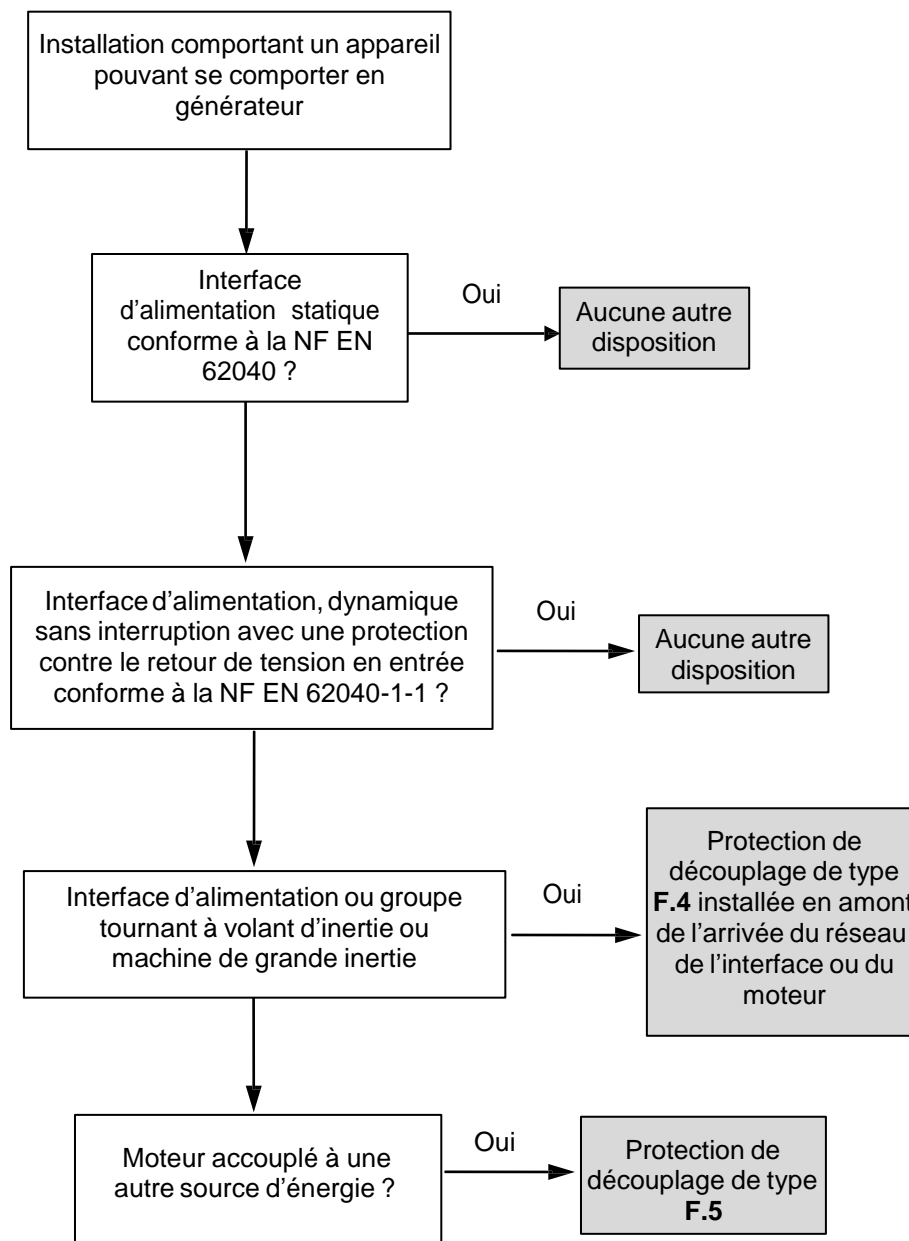 Installation comportant un appareil
pouvant se comporter en
générateur
Interface
d'alimentation statique
conforme à la NF EN
62040 ?
Oui
Aucune autre
disposition
Interface d'alimentation, dynamique
sans interruption avec une protection
contre le retour de tension en entrée
conforme à la NF EN 62040-1-1 ?
Oui
Aucune autre
disposition
Interface d'alimentation ou groupe
tournant à volant d'inertie ou
machine de grande inertie
Oui
Protection de
découplage de type
F.4 installée en amont
de l'arrivée du réseau
de l'interface ou du
moteur
Moteur accouplé à une
autre source d'énergie ?
Oui
Protection de
découplage de type
F.5